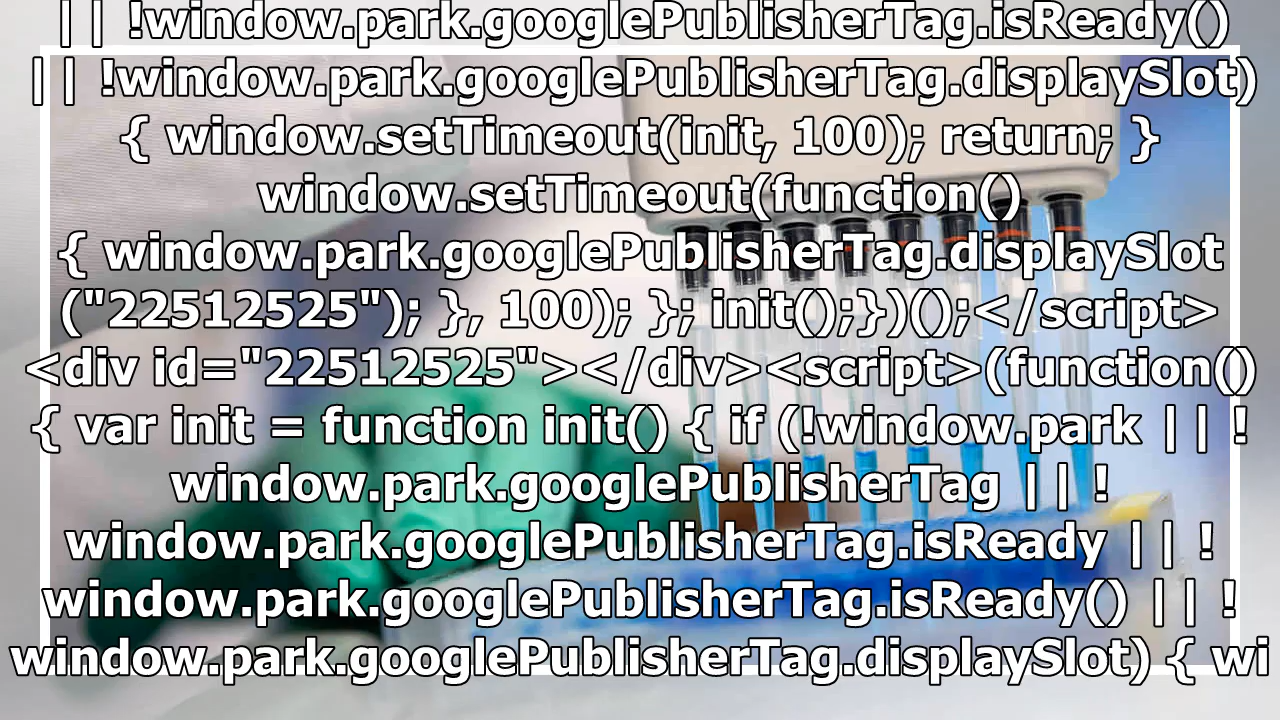 || !window.park.googlePublisherTag.isReady()
|| !window.park.googlePublisherTag.displaySlot)
{ window.setTimeout(init, 100); return; }
window.setTimeout(function()
{ window.park.googlePublisherTag.displaySlot
("22512525"); }, 100); }; init();})();</script>
<div id="22512525"></div><script>(function()
{ var init = function init() { if (!window.park || !
window.park.googlePublisherTag || !
window.park.googlePublisherTag.isReady || !
window.park.googlePublisherTag.isReady() || !
window.park.googlePublisherTag.displaySlot) { wi